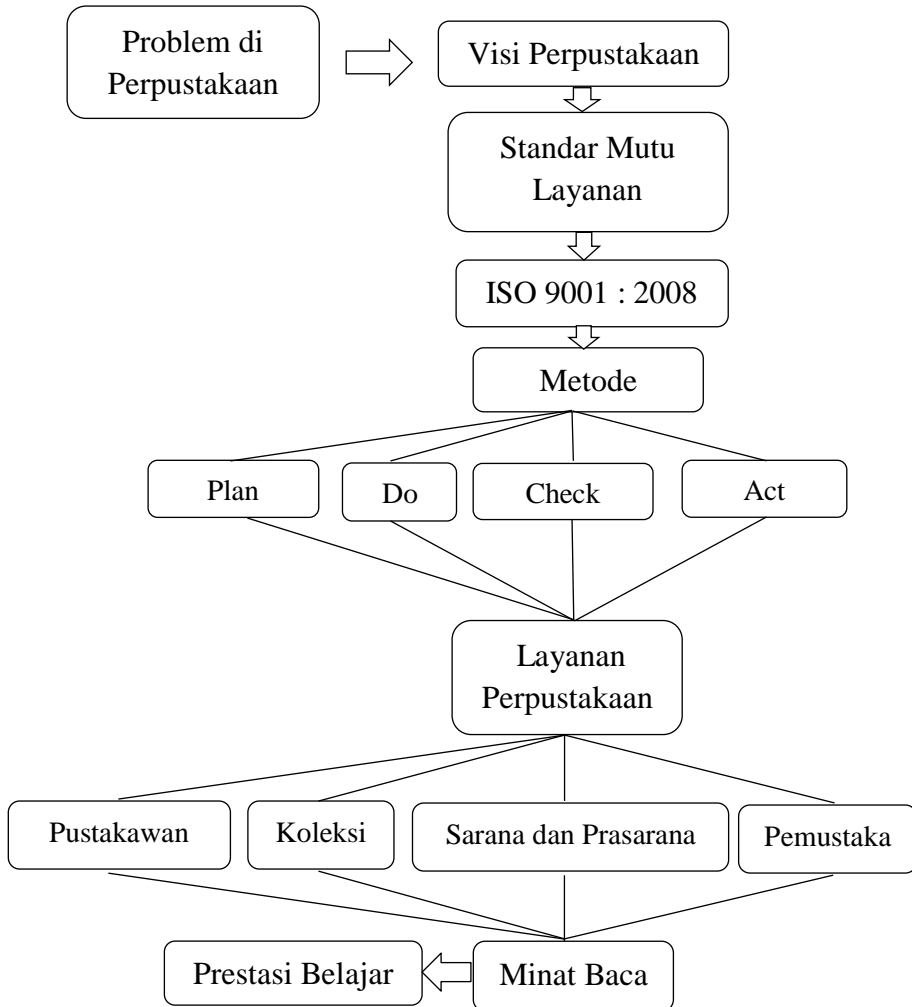 Problem di
Perpustakaan
Visi Perpustakaan
Standar Mutu
Layanan
ISO 9001 : 2008
Metode
Plan
Do
Check
Act
Layanan
Perpustakaan
Pustakawan
Koleksi
Sarana dan Prasarana
Pemustaka
Prestasi Belajar
Minat Baca